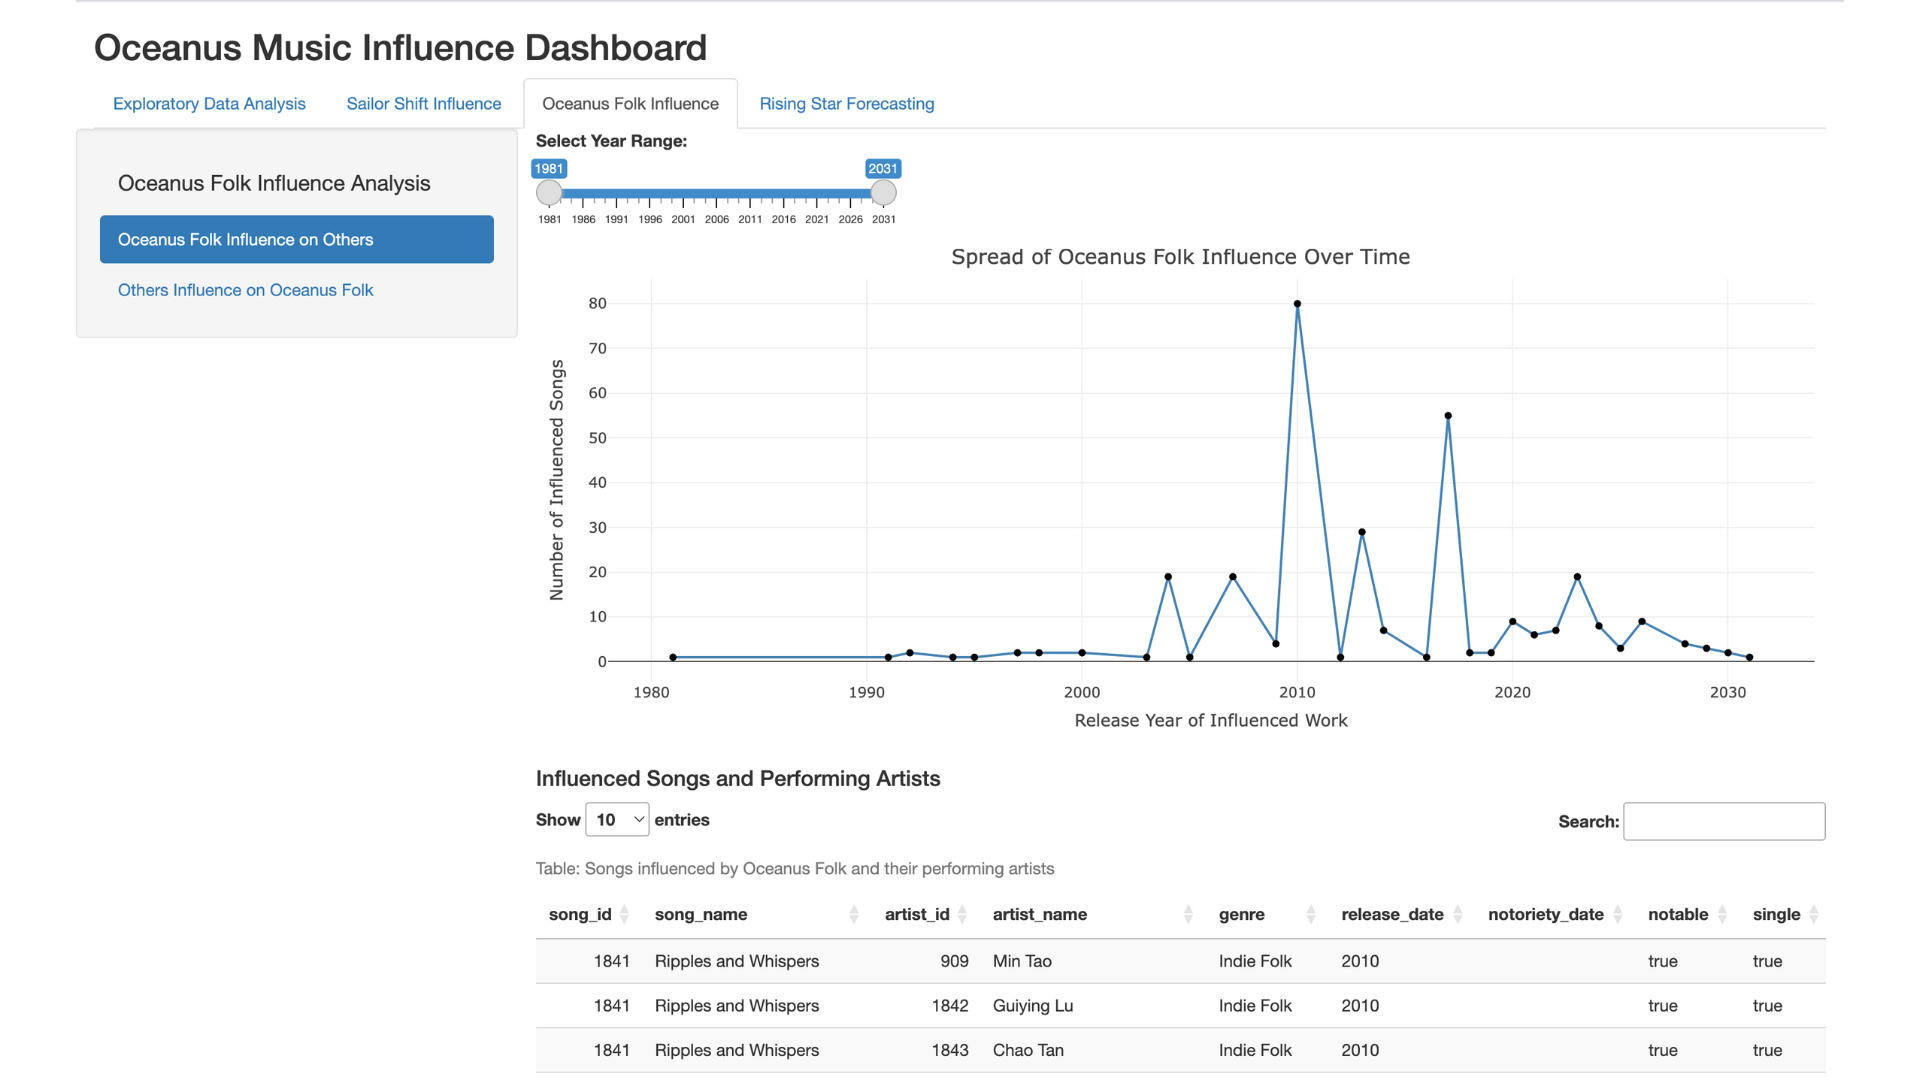 Oceanus Music Influence Dashboard
Exploratory Data Analysis Sailor Shift Influence Oceanus Folk Influence Rising Star Forecasting
Oceanus Folk Influence Analysis
Oceanus Folk Influence on Others
Others Influence on Oceanus Folk
Select Year Range:
1981 2031
1981 1986 1991 1996 2001 2006 2011 2016 2021 2026 2031
Spread of Oceanus Folk Influence Over Time
Number of Influenced Songs
80
70
60
50
40
30
20
10
0
1980 1990 2000 2010 2020 2030
Release Year of Influenced Work
Influenced Songs and Performing Artists
Show 10 entries Search:
Table: Songs influenced by Oceanus Folk and their performing artists
song_id song_name artist_id artist_name genre release_date notoriety_date notable single
1841 Ripples and Whispers 909 Min Tao Indie Folk 2010 true true
1841 Ripples and Whispers 1842 Guiying Lu Indie Folk 2010 true true
1841 Ripples and Whispers 1843 Chao Tan Indie Folk 2010 true true